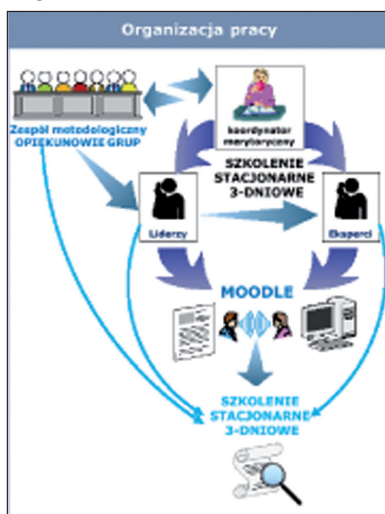 Organizacja pracy
Zespół metodologiczny
OPIEKUNOWIE GRUP
koordynator
merytoryczny
SZKOLENIE
STACJONARNE
3-DNIOWE
Liderzy
Eksperci
MOODLE
SZKOLENIE
STACJONARNE
3-DNIOWE